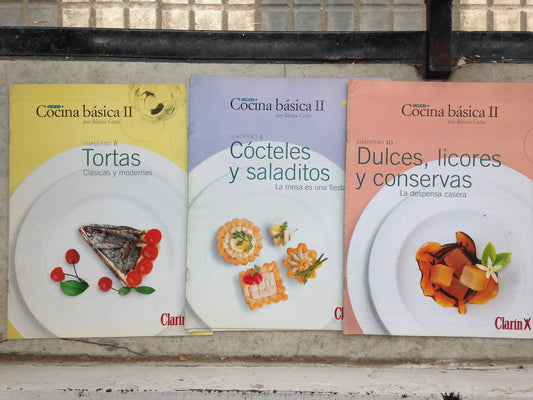 Cocina básica II
por Blanca Cotta
CUADERNO 6
Tortas
Clásicas y modernas
Clarín
Cocina básica II
por Blanca Cotta
CUADERNO 9
Cócteles
y saladitos
La mesa es una fiesta
Clarín
Cocina básica II
por Blanca Cotta
CUADERNO 10
Dulces, licores
y conservas
La despensa casera
Clarín